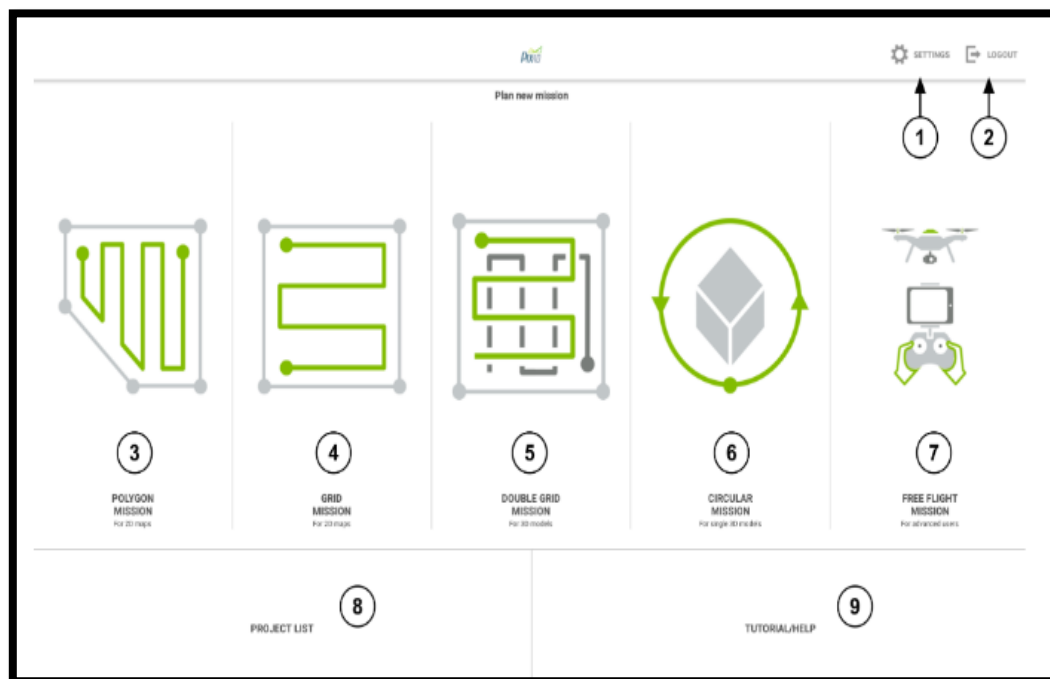 SETTINGS LOGOUT
Plan new mission
1 2
3 4 5 6 7
POLYGON MISSION
For 2D maps
GRID MISSION
For 2D maps
DOUBLE GRID MISSION
For 3D models
CIRCULAR MISSION
For single 3D models
FREE FLIGHT MISSION
For advanced users
8
PROJECT LIST
9
TUTORIAL/HELP